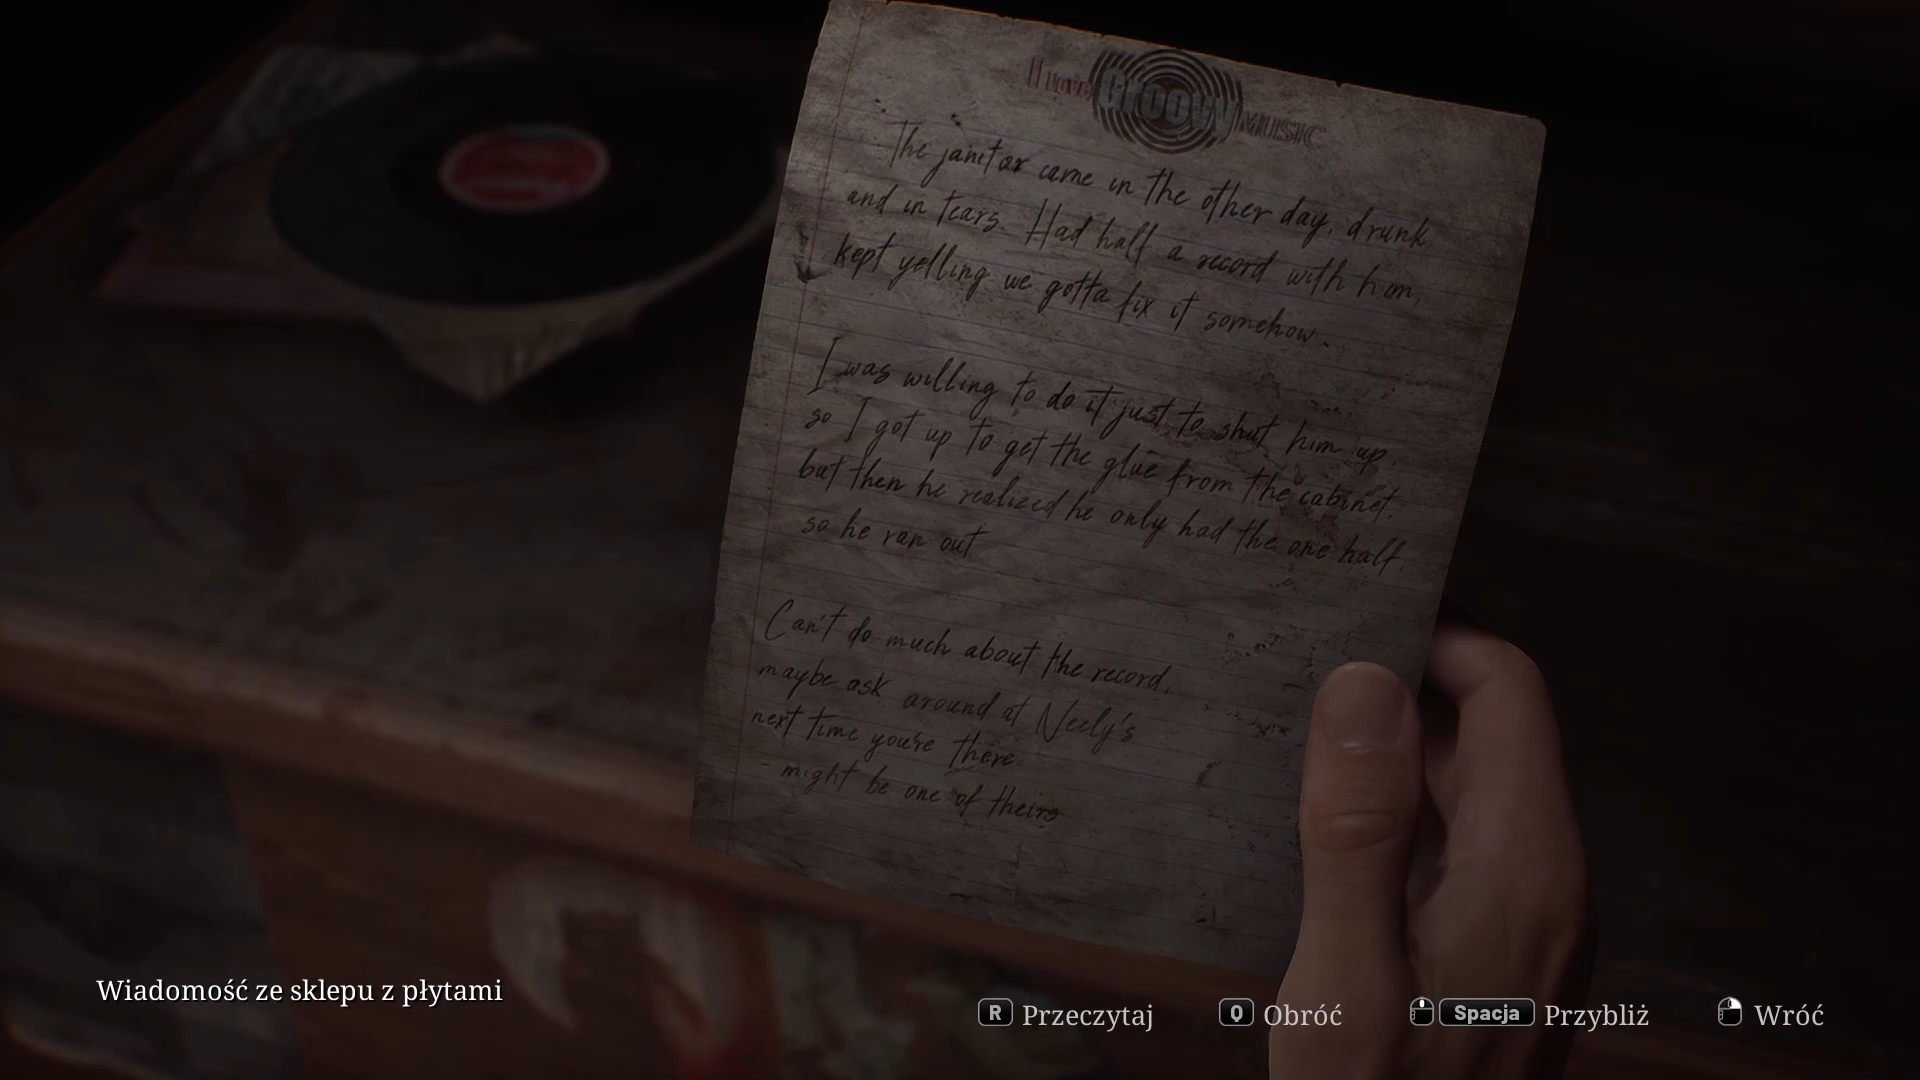 I love Groovy MUSIC
The janitor came in the other day, drunk
and in tears. Had half a record with him,
kept yelling we gotta fix it somehow.
I was willing to do it just to shut him up,
so I got up to get the glue from the cabinet.
but then he realized he only had the one half,
so he ran out
Can't do much about the record,
maybe ask around at Neely's
next time you're there
- might be one of theirs
Wiadomość ze sklepu z płytami
R Przeczytaj Q Obróć Spacja Przybliż Wróć